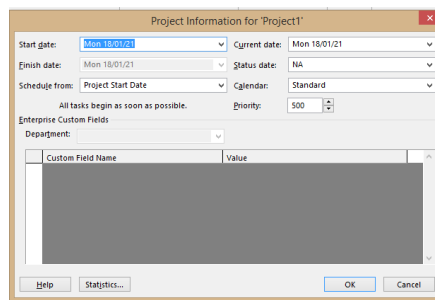 Project Information for 'Project1'
Start date: Mon 18/01/21 Current date: Mon 18/01/21
Finish date: Mon 18/01/21 Status date: NA
Schedule from: Project Start Date Calendar: Standard
All tasks begin as soon as possible. Priority: 500
Enterprise Custom Fields
Department:
Custom Field Name Value
Help Statistics... OK Cancel